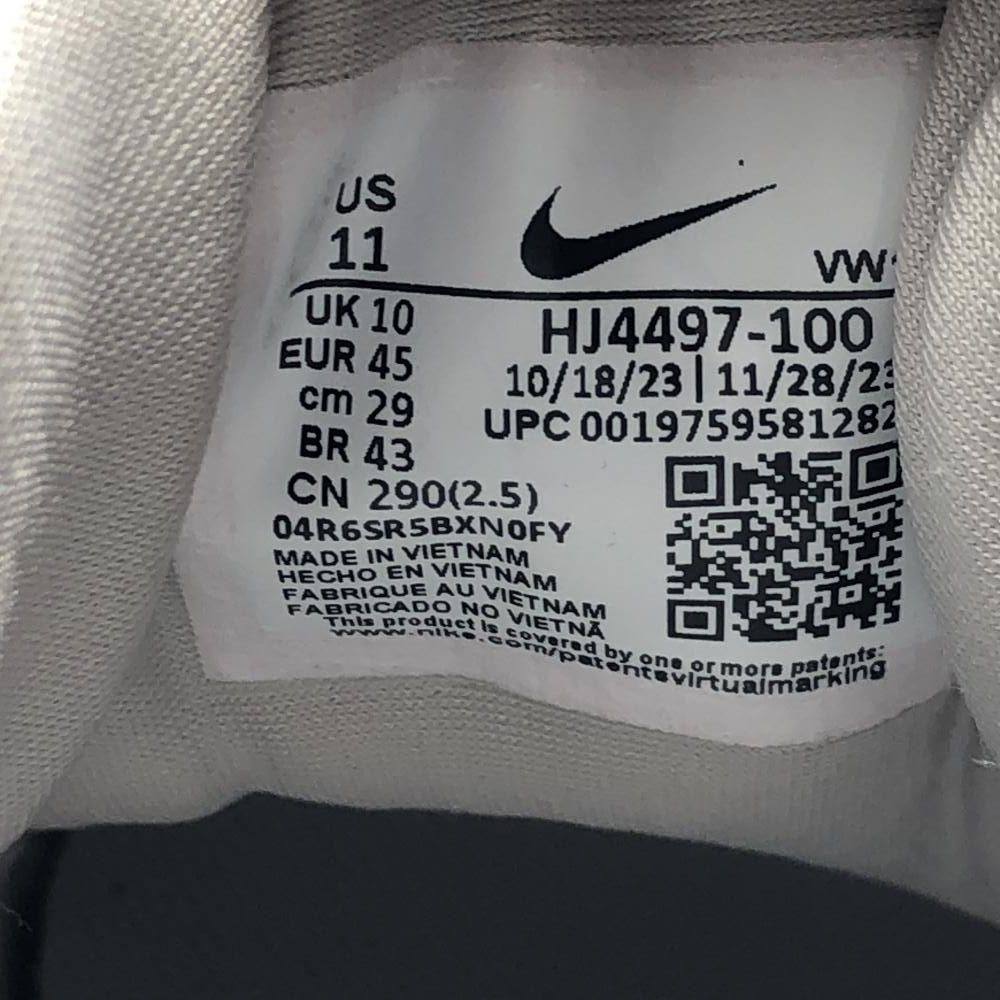 US
11
VW
UK 10
EUR 45
cm 29
BR 43
CN 290(2.5)
HJ4497-100
10/18/23 | 11/28/23
UPC 00197595581282
04R6SR5BXN0FY
MADE IN VIETNAM
HECHO EN VIETNAM
FABRIQUE AU VIETNAM
FABRICADO NO VIETNÃ
This product is covered by one or more patents:
www.nike.com/patentsvirtualmarking